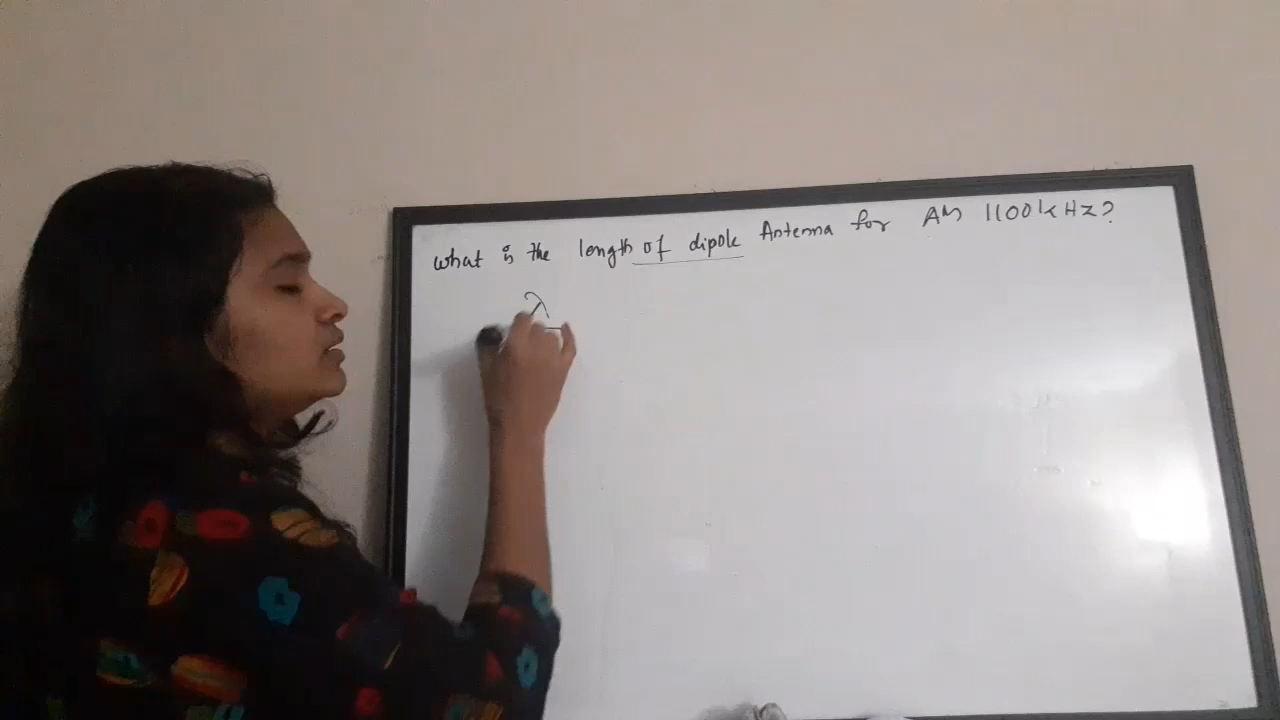 What is the length of dipole Antenna for AM 1100kHz?
λ